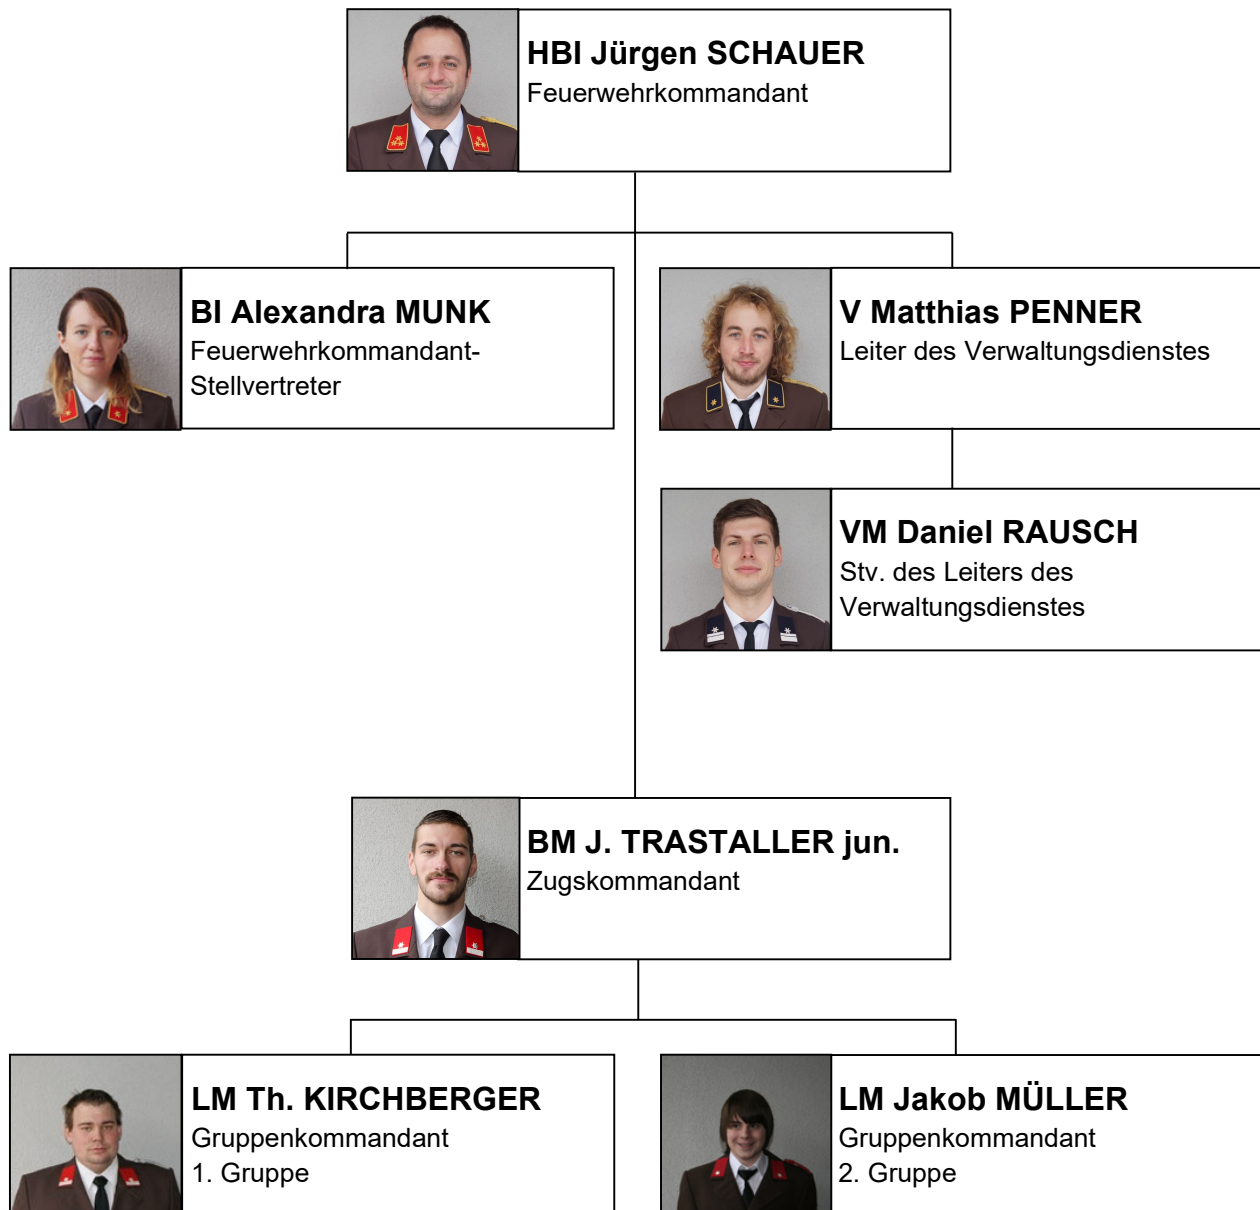 HBI Jürgen SCHAUER
Feuerwehrkommandant
BI Alexandra MUNK
Feuerwehrkommandant-
Stellvertreter
V Matthias PENNER
Leiter des Verwaltungsdienstes
VM Daniel RAUSCH
Stv. des Leiters des
Verwaltungsdienstes
BM J. TRASTALLER jun.
Zugskommandant
LM Th. KIRCHBERGER
Gruppenkommandant
1. Gruppe
LM Jakob MÜLLER
Gruppenkommandant
2. Gruppe